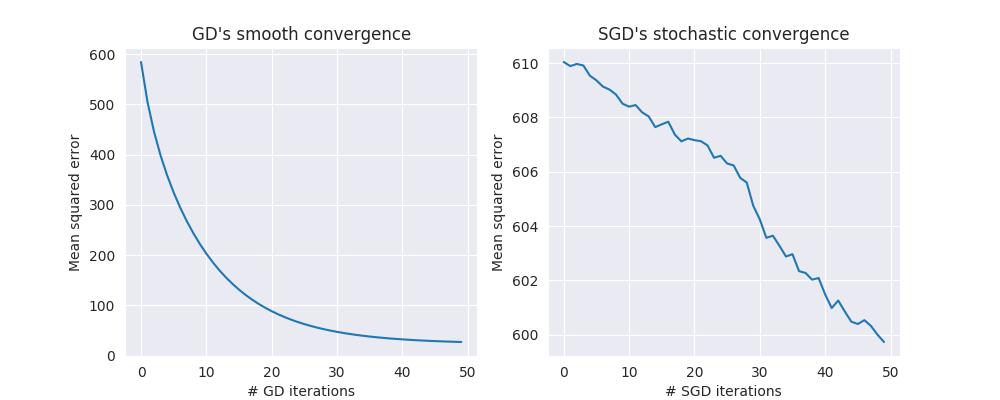 GD's smooth convergence
600
500
400
300
200
100
0
Mean squared error
0 10 20 30 40 50
# GD iterations
SGD's stochastic convergence
610
608
606
604
602
600
Mean squared error
0 10 20 30 40 50
# SGD iterations